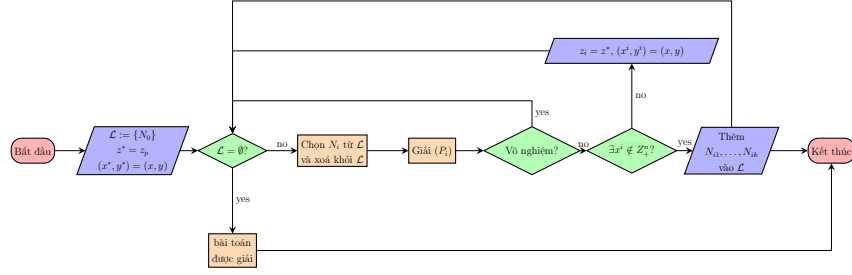 Bắt đầu
ℒ := {N₀}
z* = zₚ
(x*, y*) = (x, y)
ℒ = ∅?
no
Chọn Nᵢ từ ℒ
và xoá khỏi ℒ
Giải (Pᵢ)
Vô nghiệm?
yes
no
∃xⁱ ∉ Zⁿ₊?
no
zᵢ = z*, (xⁱ, yⁱ) = (x, y)
yes
Thêm
Nᵢ₁, . . . , Nᵢₖ
vào ℒ
Kết thúc
yes
bài toán
được giải